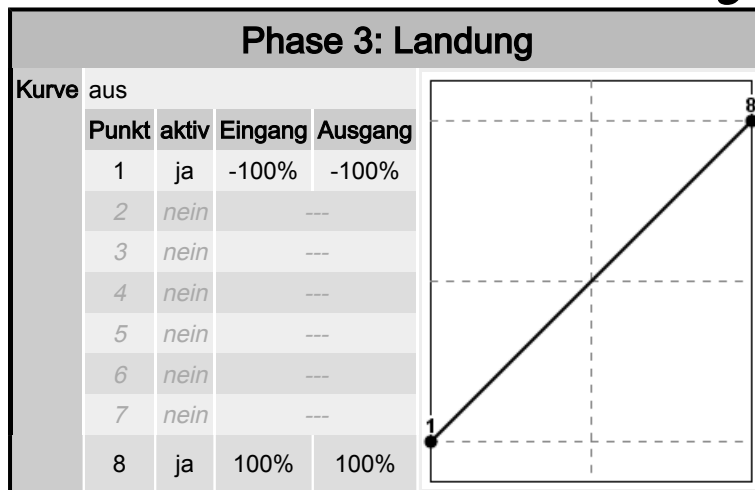 Phase 3: Landung
Kurve aus
Punkt aktiv Eingang Ausgang
1 ja -100% -100%
2 nein ---
3 nein ---
4 nein ---
5 nein ---
6 nein ---
7 nein ---
8 ja 100% 100%
8
1